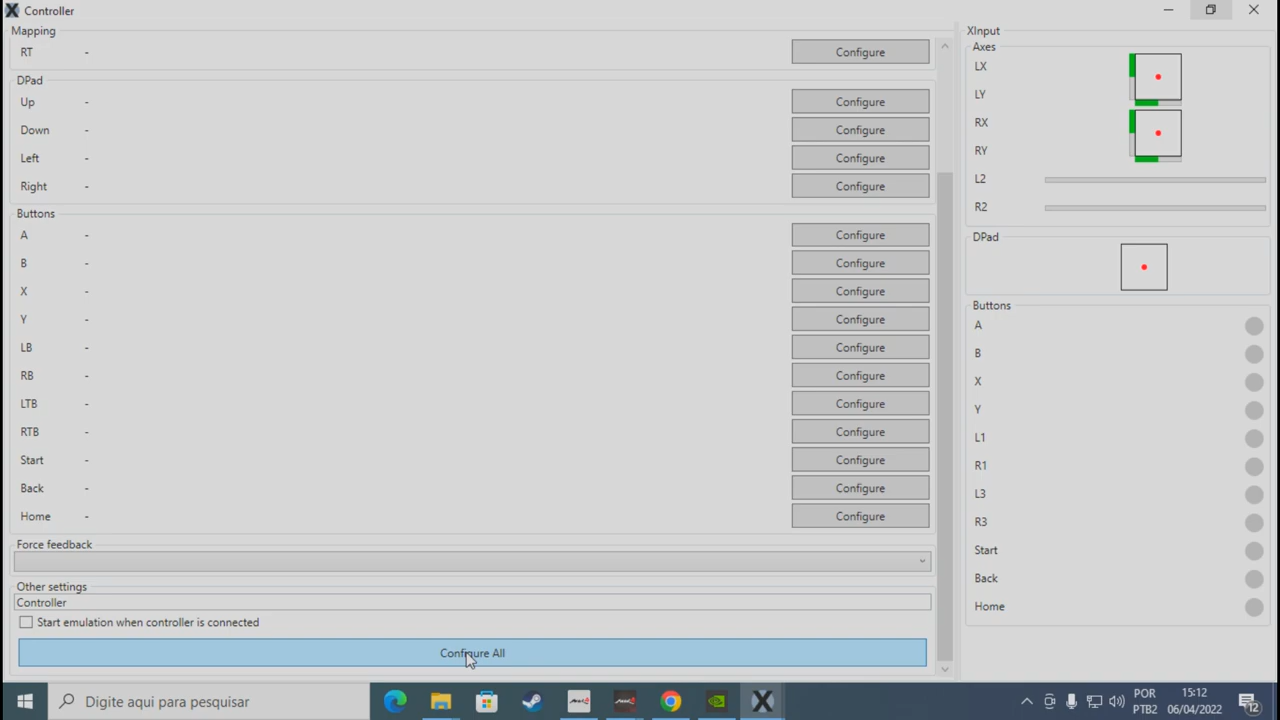 Controller
Mapping
RT - Configure
DPad
Up - Configure
Down - Configure
Left - Configure
Right - Configure
Buttons
A - Configure
B - Configure
X - Configure
Y - Configure
LB - Configure
RB - Configure
LTB - Configure
RTB - Configure
Start - Configure
Back - Configure
Home - Configure
Force feedback
Other settings
Controller
Start emulation when controller is connected
Configure All
XInput
Axes
LX
LY
RX
RY
L2
R2
DPad
Buttons
A
B
X
Y
L1
R1
L3
R3
Start
Back
Home
Digite aqui para pesquisar
POR
PTB2
15:12
06/04/2022
12